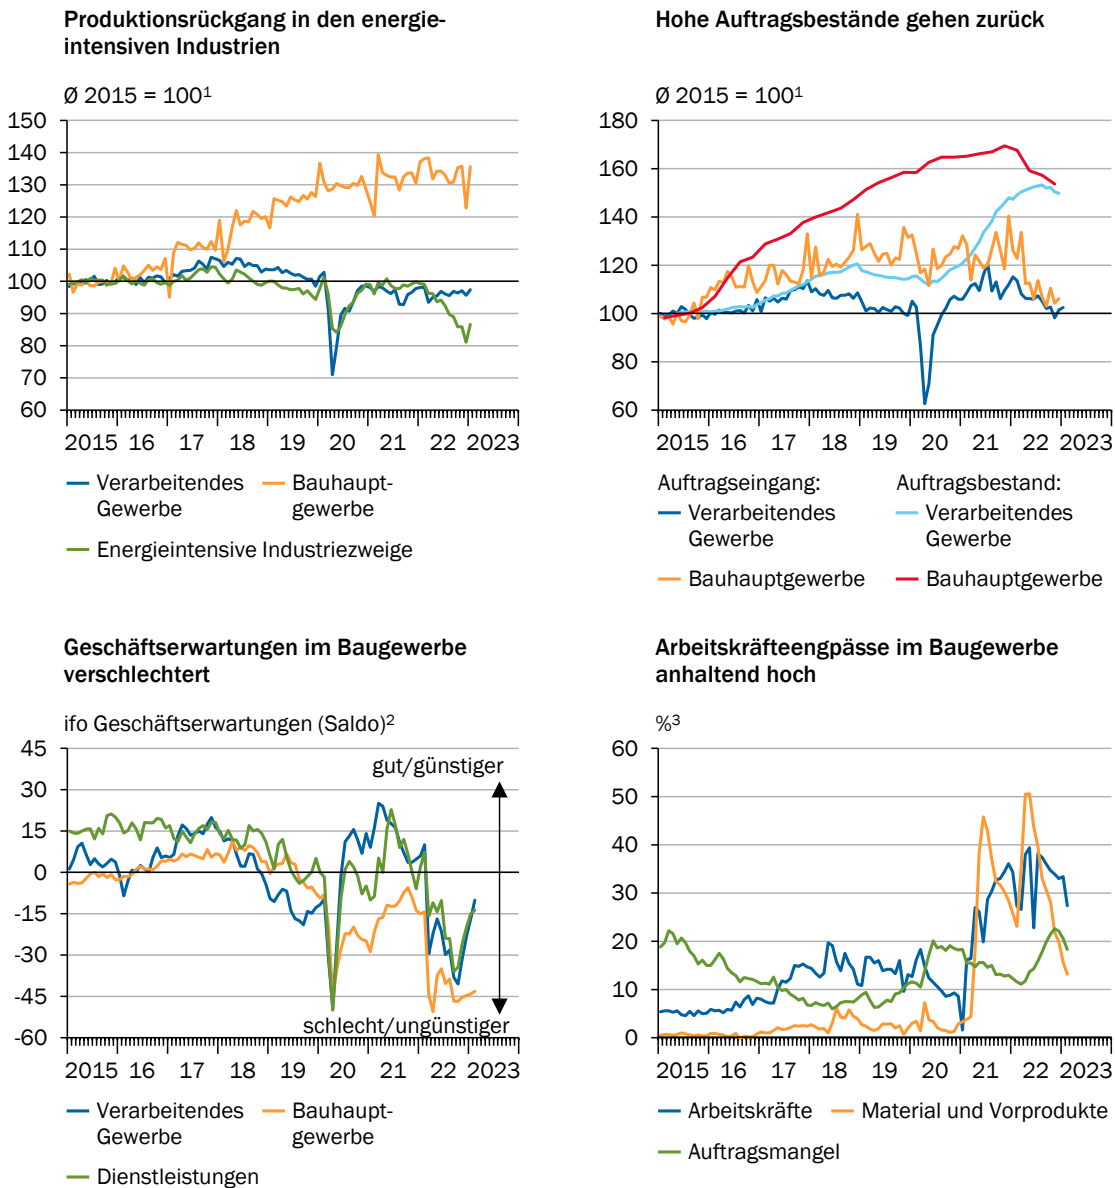 Produktionsrückgang in den energie-
intensiven Industrien
Ø 2015 = 100¹
150
140
130
120
110
100
90
80
70
60
2015 16 17 18 19 20 21 22 2023
Verarbeitendes Gewerbe
Bauhaupt-
gewerbe
Energieintensive Industriezweige
Hohe Auftragsbestände gehen zurück
Ø 2015 = 100¹
180
160
140
120
100
80
60
2015 16 17 18 19 20 21 22 2023
Auftragseingang:
Verarbeitendes
Gewerbe
Bauhauptgewerbe
Auftragsbestand:
Verarbeitendes
Gewerbe
Bauhauptgewerbe
Geschäftserwartungen im Baugewerbe
verschlechtert
ifo Geschäftserwartungen (Saldo)²
45
30
15
0
-15
-30
-45
-60
gut/günstiger
schlecht/ungünstiger
2015 16 17 18 19 20 21 22 2023
Verarbeitendes
Gewerbe
Bauhaupt-
gewerbe
Dienstleistungen
Arbeitskräfteengpässe im Baugewerbe
anhaltend hoch
%³
60
50
40
30
20
10
0
2015 16 17 18 19 20 21 22 2023
Arbeitskräfte
Material und Vorprodukte
Auftragsmangel